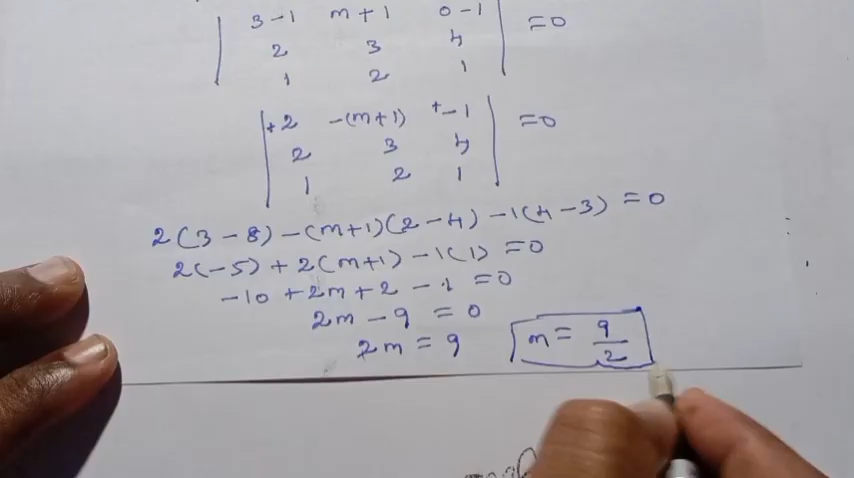 | 3-1 m+1 0-1 | =0
| 2 3 4 |
| 1 2 1 |
| +2 -(m+1) +-1 | =0
| 2 3 4 |
| 1 2 1 |
2(3-8)-(m+1)(2-4)-1(4-3)=0
2(-5)+2(m+1)-1(1)=0
-10+2m+2-1=0
2m-9=0
2m=9 m=9/2